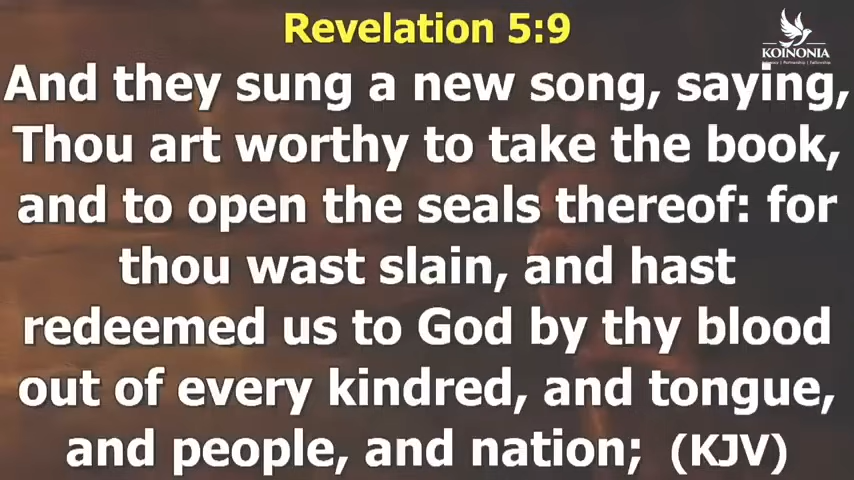 Revelation 5:9
KOINONIA
And they sung a new song, saying,
Thou art worthy to take the book,
and to open the seals thereof: for
thou wast slain, and hast
redeemed us to God by thy blood
out of every kindred, and tongue,
and people, and nation; (KJV)